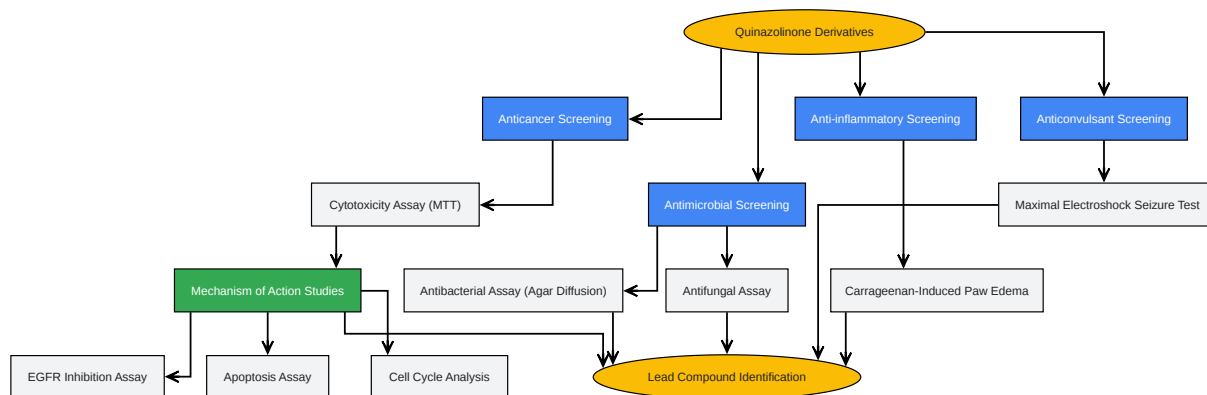 Quinazolinone Derivatives
Anticancer Screening
Anti-inflammatory Screening
Anticonvulsant Screening
Cytotoxicity Assay (MTT)
Antimicrobial Screening
Maximal Electroshock Seizure Test
Mechanism of Action Studies
Antibacterial Assay (Agar Diffusion)
Antifungal Assay
Carrageenan-Induced Paw Edema
EGFR Inhibition Assay
Apoptosis Assay
Cell Cycle Analysis
Lead Compound Identification